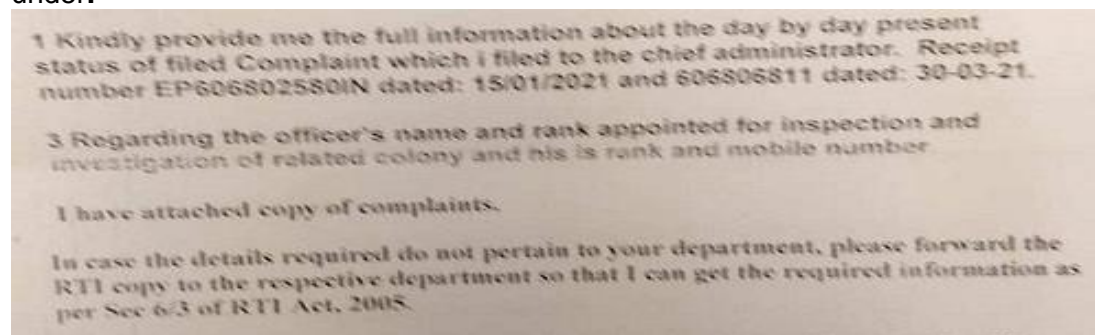 under.
1 Kindly provide me the full information about the day by day present
status of filed Complaint which i filed to the chief administrator. Receipt
number EP606802580IN dated: 15/01/2021 and 606806811 dated: 30-03-21.
3 Regarding the officer's name and rank appointed for inspection and
investigation of related colony and his is rank and mobile number
I have attached copy of complaints.
In case the details required do not pertain to your department, please forward the
RTI copy to the respective department so that I can get the required information as
per Sec 6/3 of RTI Act, 2005.